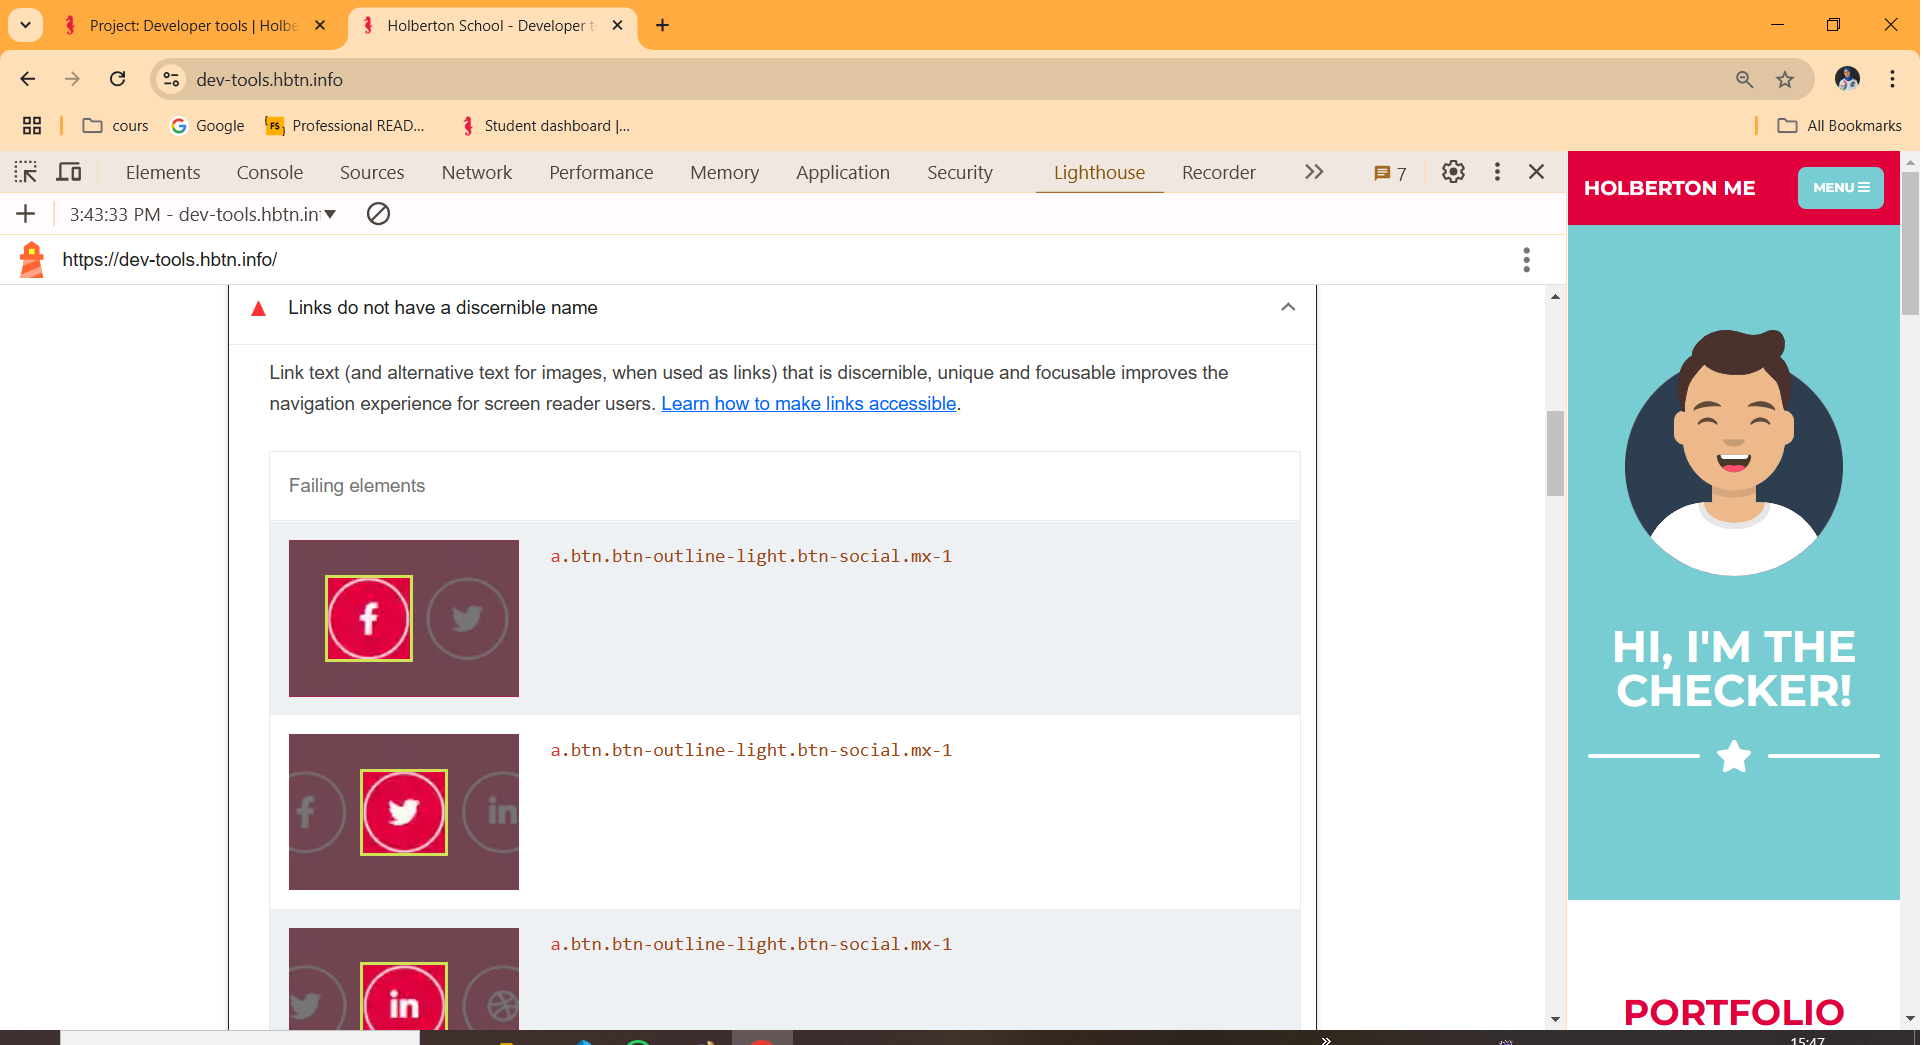 Project: Developer tools | Holbe
Holberton School - Developer t
dev-tools.hbtn.info
cours
Google
Professional READ...
Student dashboard |...
All Bookmarks
Elements
Console
Sources
Network
Performance
Memory
Application
Security
Lighthouse
Recorder
7
3:43:33 PM - dev-tools.hbtn.in
https://dev-tools.hbtn.info/
Links do not have a discernible name
Link text (and alternative text for images, when used as links) that is discernible, unique and focusable improves the
navigation experience for screen reader users. Learn how to make links accessible.
Failing elements
a.btn.btn-outline-light.btn-social.mx-1
a.btn.btn-outline-light.btn-social.mx-1
a.btn.btn-outline-light.btn-social.mx-1
HOLBERTON ME
MENU
HI, I'M THE
CHECKER!
PORTFOLIO
15:47